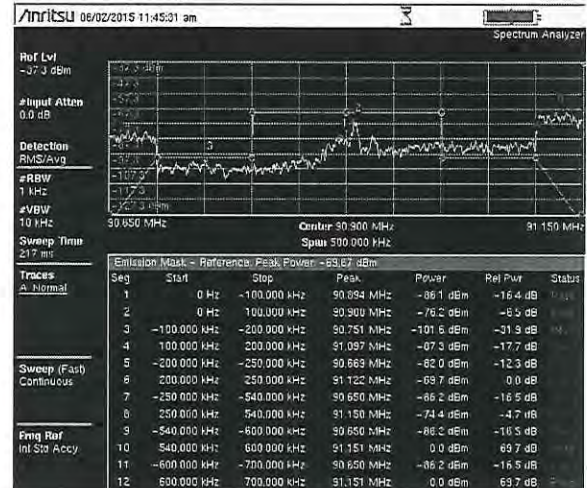 Anritsu 06/02/2015 11:45:31 am
Spectrum Analyzer
Ref Lvl
-37.3 dBm
#Input Atten
0.0 dB
Detection
RMS/Avg
#RBW
1 kHz
#VBW
10 kHz
Sweep Time
217 ms
Traces
A Normal
Sweep (Fast)
Continuous
Freq Ref
Int Std Accy
-37.3 dBm
-107.3
-117.3
90.650 MHz
Center 90.900 MHz
91.150 MHz
Span 500.000 kHz
Emission Mask - Reference: Peak Power -69.67 dBm
Seg Start Stop Peak Power Rel Pwr Status
1 0 Hz -100.000 kHz 90.894 MHz -86.1 dBm -16.4 dB
2 0 Hz 100.000 kHz 90.900 MHz -76.2 dBm -6.5 dB
3 -100.000 kHz -200.000 kHz 90.751 MHz -101.6 dBm -31.9 dB
4 100.000 kHz 200.000 kHz 91.097 MHz -87.3 dBm -17.7 dB
5 -200.000 kHz -250.000 kHz 90.669 MHz -82.0 dBm -12.3 dB
6 200.000 kHz 250.000 kHz 91.122 MHz -69.7 dBm 0.0 dB
7 -250.000 kHz -540.000 kHz 90.650 MHz -86.2 dBm -16.5 dB
8 250.000 kHz 540.000 kHz 91.150 MHz -74.4 dBm -4.7 dB
9 -540.000 kHz -600.000 kHz 90.650 MHz -86.2 dBm -16.5 dB
10 540.000 kHz 600.000 kHz 91.151 MHz 0.0 dBm 69.7 dB
11 -600.000 kHz -700.000 kHz 90.650 MHz -86.2 dBm -16.5 dB
12 600.000 kHz 700.000 kHz 91.151 MHz 0.0 dBm 69.7 dB